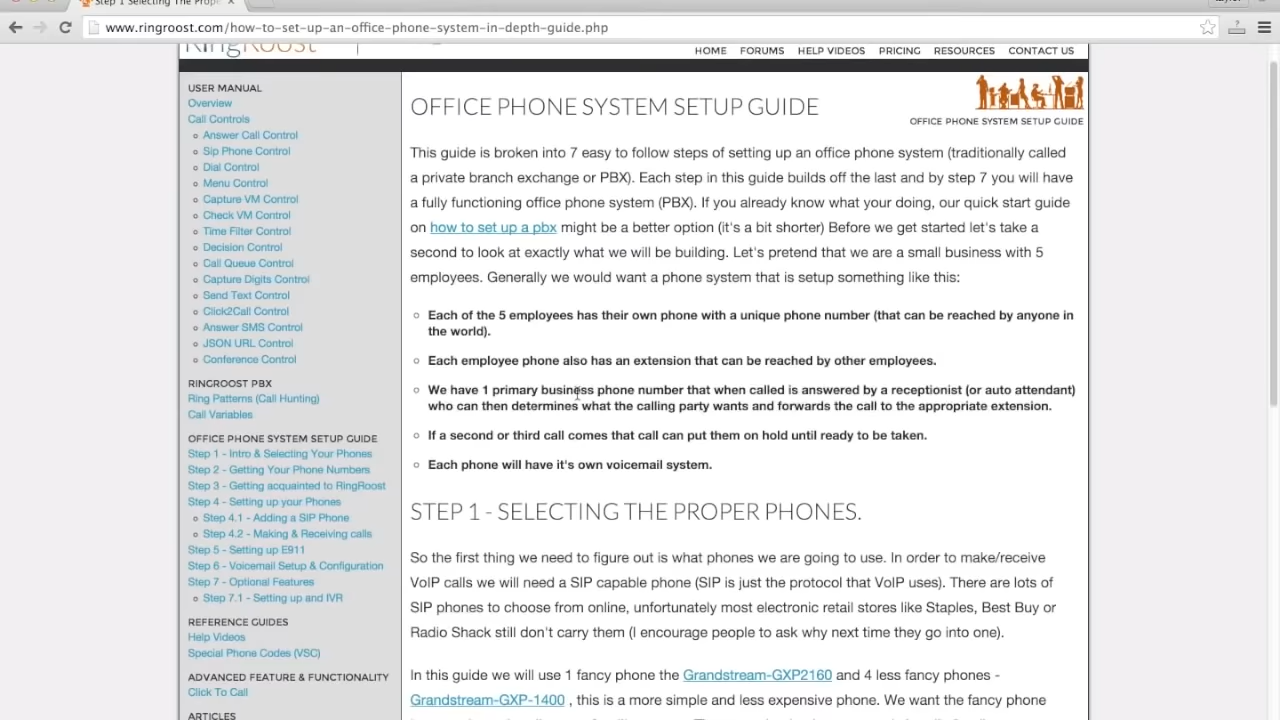 Step 1 Selecting The Prop
www.ringroost.com/how-to-set-up-an-office-phone-system-in-depth-guide.php
RingRoost
HOME FORUMS HELP VIDEOS PRICING RESOURCES CONTACT US
USER MANUAL
Overview
Call Controls
Answer Call Control
Sip Phone Control
Dial Control
Menu Control
Capture VM Control
Check VM Control
Time Filter Control
Decision Control
Call Queue Control
Capture Digits Control
Send Text Control
Click2Call Control
Answer SMS Control
JSON URL Control
Conference Control
RINGROOST PBX
Ring Patterns (Call Hunting)
Call Variables
OFFICE PHONE SYSTEM SETUP GUIDE
Step 1 - Intro & Selecting Your Phones
Step 2 - Getting Your Phone Numbers
Step 3 - Getting acquainted to RingRoost
Step 4 - Setting up your Phones
Step 4.1 - Adding a SIP Phone
Step 4.2 - Making & Receiving calls
Step 5 - Setting up E911
Step 6 - Voicemail Setup & Configuration
Step 7 - Optional Features
Step 7.1 - Setting up and IVR
REFERENCE GUIDES
Help Videos
Special Phone Codes (VSC)
ADVANCED FEATURE & FUNCTIONALITY
Click To Call
ARTICLES
OFFICE PHONE SYSTEM SETUP GUIDE
OFFICE PHONE SYSTEM SETUP GUIDE
This guide is broken into 7 easy to follow steps of setting up an office phone system (traditionally called
a private branch exchange or PBX). Each step in this guide builds off the last and by step 7 you will have
a fully functioning office phone system (PBX). If you already know what your doing, our quick start guide
on how to set up a pbx might be a better option (it's a bit shorter) Before we get started let's take a
second to look at exactly what we will be building. Let's pretend that we are a small business with 5
employees. Generally we would want a phone system that is setup something like this:
Each of the 5 employees has their own phone with a unique phone number (that can be reached by anyone in
the world).
Each employee phone also has an extension that can be reached by other employees.
We have 1 primary business phone number that when called is answered by a receptionist (or auto attendant)
who can then determines what the calling party wants and forwards the call to the appropriate extension.
If a second or third call comes that call can put them on hold until ready to be taken.
Each phone will have it's own voicemail system.
STEP 1 - SELECTING THE PROPER PHONES.
So the first thing we need to figure out is what phones we are going to use. In order to make/receive
VoIP calls we will need a SIP capable phone (SIP is just the protocol that VoIP uses). There are lots of
SIP phones to choose from online, unfortunately most electronic retail stores like Staples, Best Buy or
Radio Shack still don't carry them (I encourage people to ask why next time they go into one).
In this guide we will use 1 fancy phone the Grandstream-GXP2160 and 4 less fancy phones -
Grandstream-GXP-1400 , this is a more simple and less expensive phone. We want the fancy phone